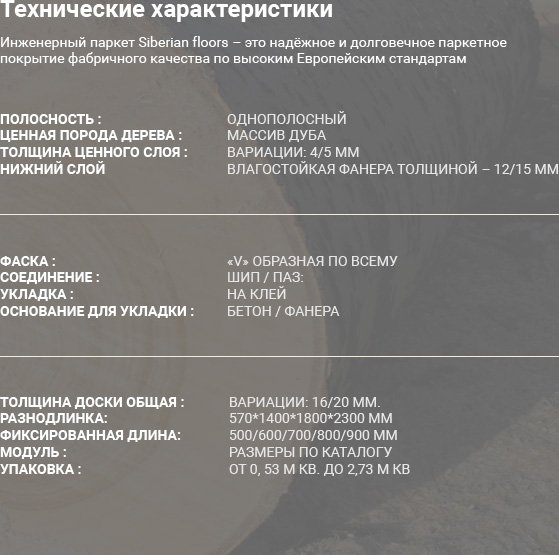 Технические характеристики
Инженерный паркет Siberian floors – это надёжное и долговечное паркетное
покрытие фабричного качества по высоким Европейским стандартам
ПОЛОСНОСТЬ : ОДНОПОЛОСНЫЙ
ЦЕННАЯ ПОРОДА ДЕРЕВА : МАССИВ ДУБА
ТОЛЩИНА ЦЕННОГО СЛОЯ : ВАРИАЦИИ: 4/5 ММ
НИЖНИЙ СЛОЙ ВЛАГОСТОЙКАЯ ФАНЕРА ТОЛЩИНОЙ – 12/15 ММ
ФАСКА : «V» ОБРАЗНАЯ ПО ВСЕМУ
СОЕДИНЕНИЕ : ШИП / ПАЗ:
УКЛАДКА : НА КЛЕЙ
ОСНОВАНИЕ ДЛЯ УКЛАДКИ : БЕТОН / ФАНЕРА
ТОЛЩИНА ДОСКИ ОБЩАЯ : ВАРИАЦИИ: 16/20 ММ.
РАЗНОДЛИНКА: 570*1400*1800*2300 ММ
ФИКСИРОВАННАЯ ДЛИНА: 500/600/700/800/900 ММ
МОДУЛЬ : РАЗМЕРЫ ПО КАТАЛОГУ
УПАКОВКА : ОТ 0, 53 М КВ. ДО 2,73 М КВ